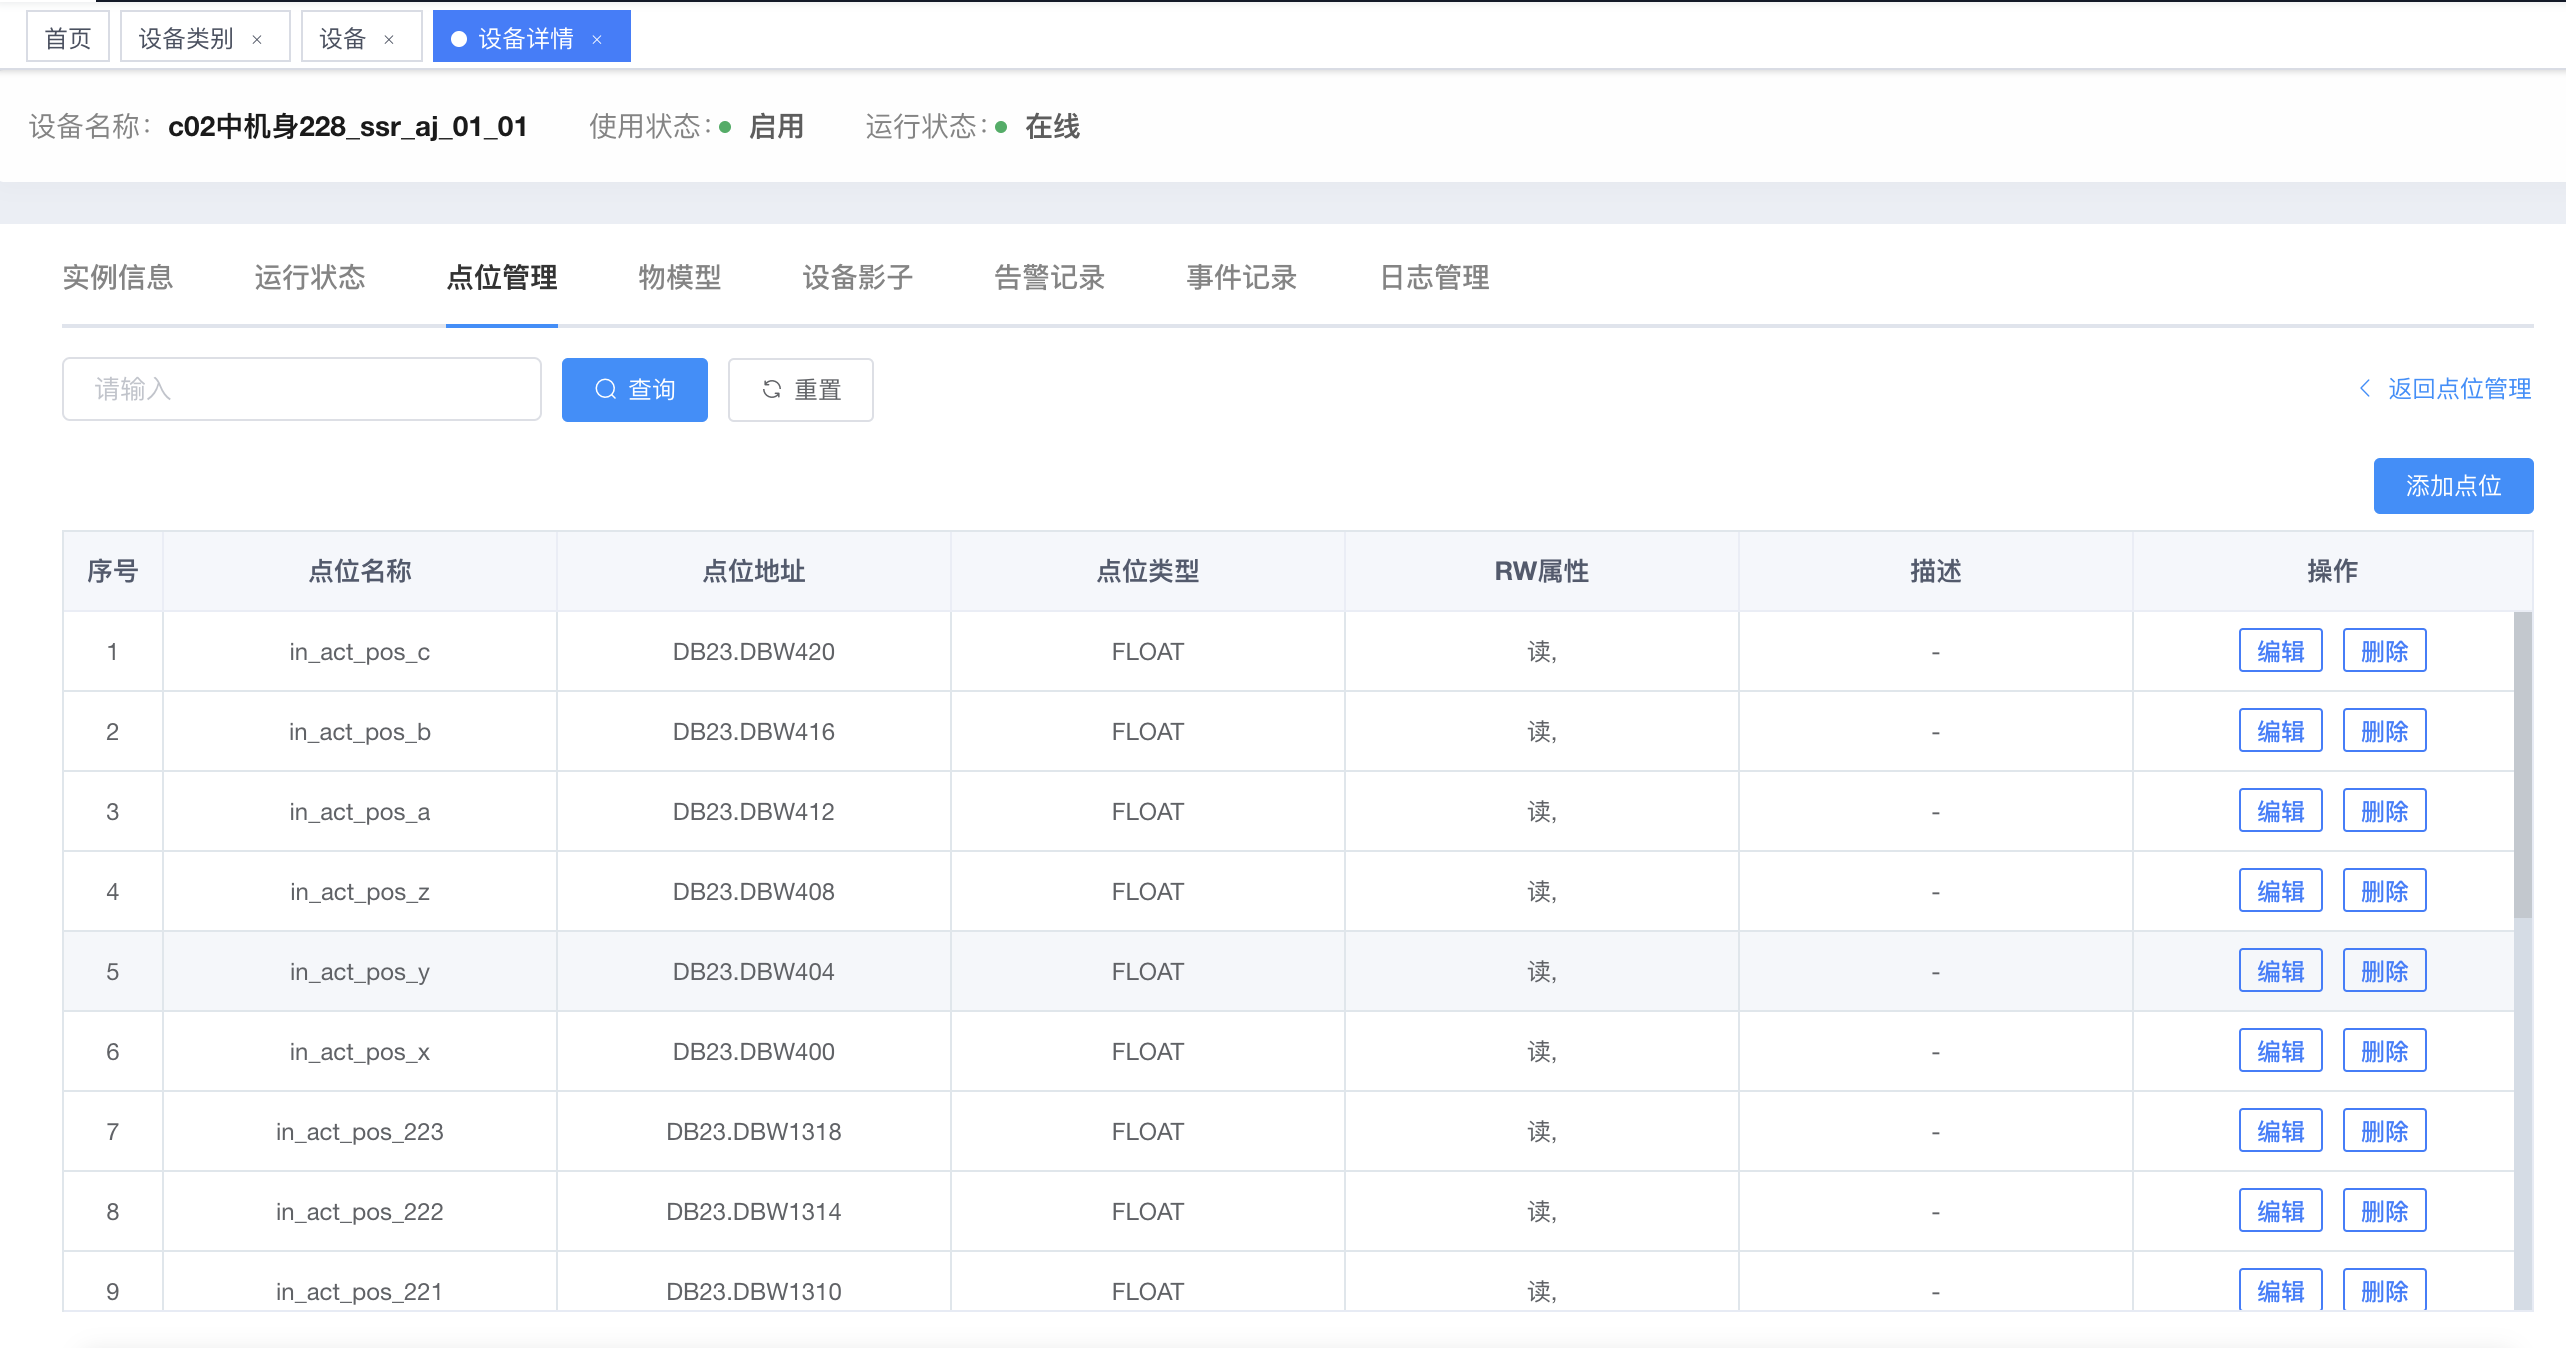 首页 设备类别 × 设备 × 设备详情 ×
设备名称: c02中机身228_ssr_aj_01_01 使用状态: 启用 运行状态: 在线
实例信息 运行状态 点位管理 物模型 设备影子 告警记录 事件记录 日志管理
请输入 查询 重置 返回点位管理
添加点位
序号 点位名称 点位地址 点位类型 RW属性 描述 操作
1 in_act_pos_c DB23.DBW420 FLOAT 读, - 编辑 删除
2 in_act_pos_b DB23.DBW416 FLOAT 读, - 编辑 删除
3 in_act_pos_a DB23.DBW412 FLOAT 读, - 编辑 删除
4 in_act_pos_z DB23.DBW408 FLOAT 读, - 编辑 删除
5 in_act_pos_y DB23.DBW404 FLOAT 读, - 编辑 删除
6 in_act_pos_x DB23.DBW400 FLOAT 读, - 编辑 删除
7 in_act_pos_223 DB23.DBW1318 FLOAT 读, - 编辑 删除
8 in_act_pos_222 DB23.DBW1314 FLOAT 读, - 编辑 删除
9 in_act_pos_221 DB23.DBW1310 FLOAT 读, - 编辑 删除